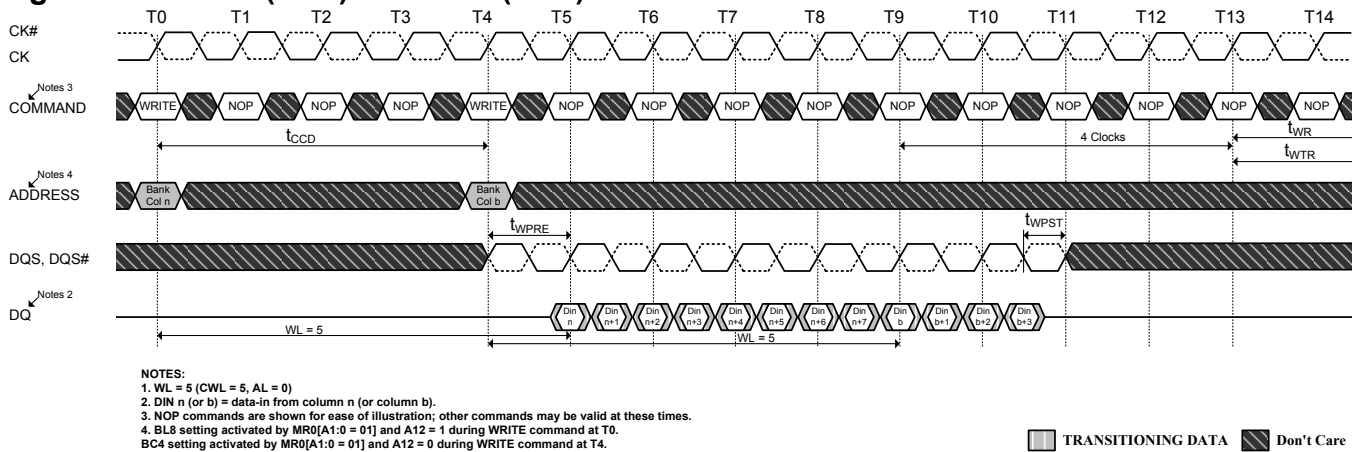 T0 T1 T2 T3 T4 T5 T6 T7 T8 T9 T10 T11 T12 T13 T14
CK#
CK
Notes 3
COMMAND
WRITE NOP NOP NOP WRITE NOP NOP NOP NOP NOP NOP NOP NOP NOP NOP
tCCD
4 Clocks
tWR
tWTR
Notes 4
ADDRESS
Bank
Col n
Bank
Col b
tWPRE
tWPST
DQS, DQS#
Notes 2
DQ
Din n Din n+1 Din n+2 Din n+3 Din n+4 Din n+5 Din n+6 Din n+7 Din b Din b+1 Din b+2 Din b+3
WL = 5
WL = 5
NOTES:
1. WL = 5 (CWL = 5, AL = 0)
2. DIN n (or b) = data-in from column n (or column b).
3. NOP commands are shown for ease of illustration; other commands may be valid at these times.
4. BL8 setting activated by MR0[A1:0 = 01] and A12 = 1 during WRITE command at T0.
BC4 setting activated by MR0[A1:0 = 01] and A12 = 0 during WRITE command at T4.
TRANSITIONING DATA
Don't Care